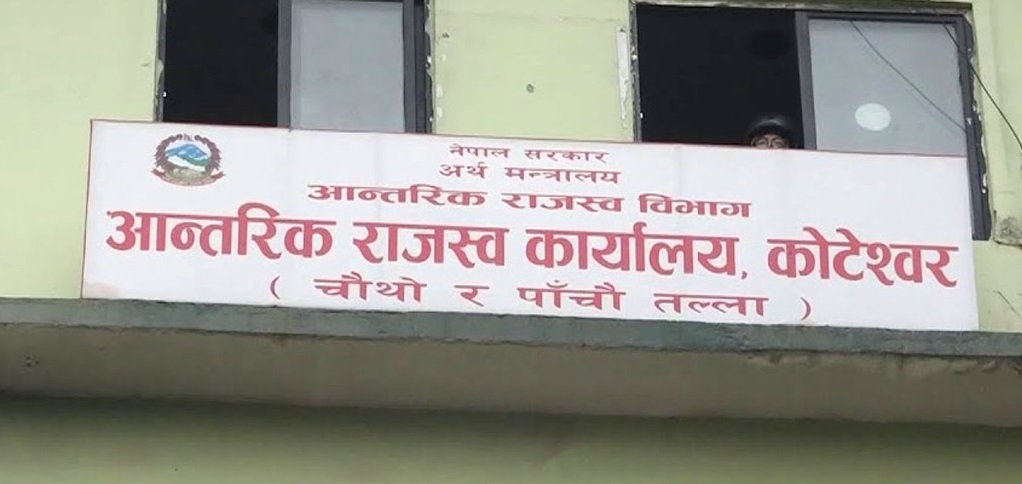 नेपाल सरकार
अर्थ मन्त्रालय
आन्तरिक राजस्व विभाग
आन्तरिक राजस्व कार्यालय, कोटेश्वर
( चौथो र पाँचौ तल्ला )